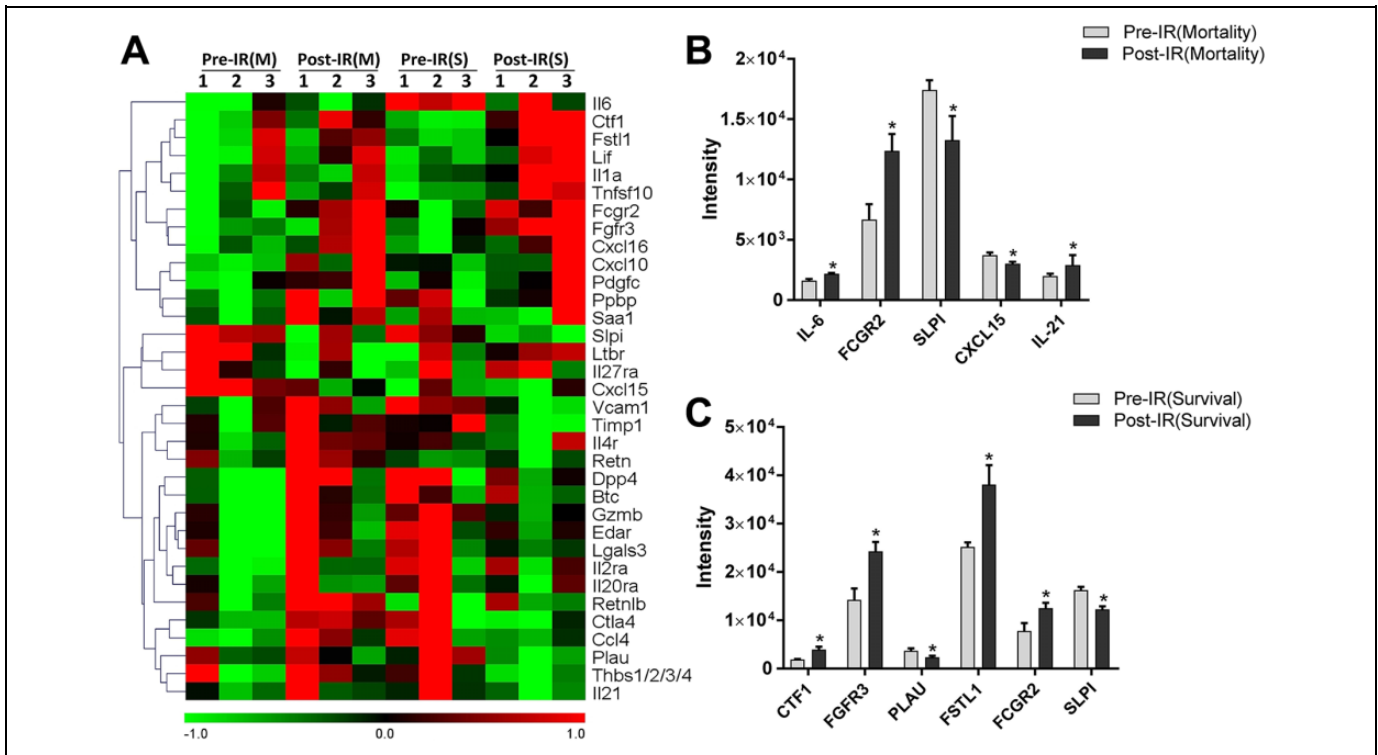 A
Pre-IR(M) Post-IR(M) Pre-IR(S) Post-IR(S)
1 2 3 1 2 3 1 2 3 1 2 3
Il6
Ctf1
Fstl1
Lif
Il1a
Tnfsf10
Fcgr2
Fgfr3
Cxcl16
Cxcl10
Pdgfc
Ppbp
Saa1
Slpi
Ltbr
Il27ra
Cxcl15
Vcam1
Timp1
Il4r
Retn
Dpp4
Btc
Gzmb
Edar
Lgals3
Il2ra
Il20ra
Retnlb
Ctla4
Ccl4
Plau
Thbs1/2/3/4
Il21
-1.0 0.0 1.0
B
Pre-IR(Mortality)
Post-IR(Mortality)
Intensity
2×10⁴
1.5×10⁴
1×10⁴
5×10³
0
* * * * *
IL-6 FCGR2 SLPI CXCL15 IL-21
C
Pre-IR(Survival)
Post-IR(Survival)
Intensity
5×10⁴
4×10⁴
3×10⁴
2×10⁴
1×10⁴
0
* * * * * *
CTF1 FGFR3 PLAU FSTL1 FCGR2 SLPI